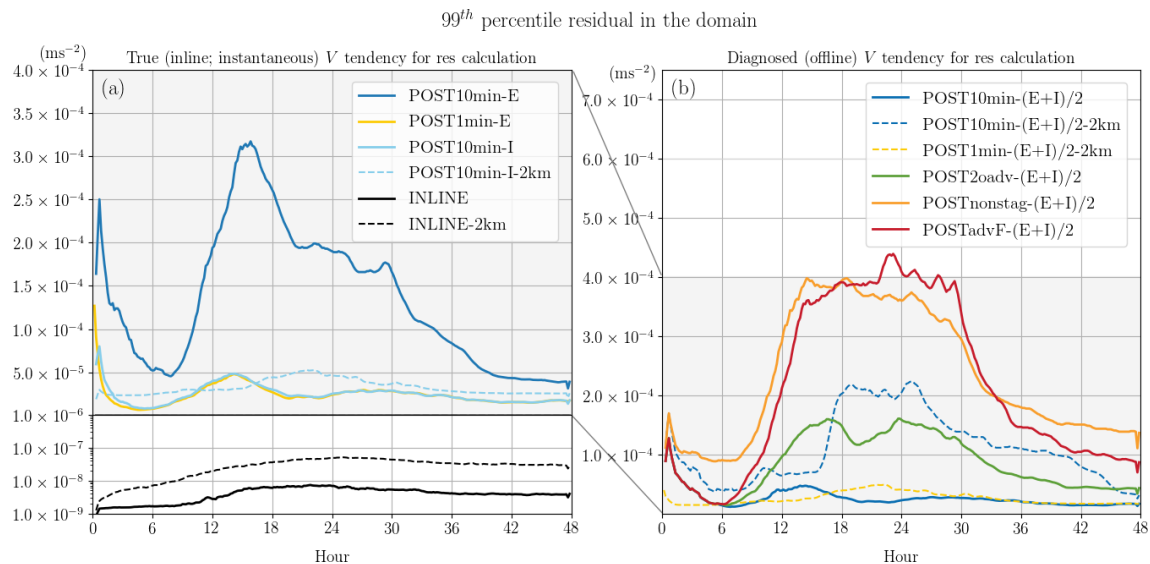 99th percentile residual in the domain
(ms⁻²)
True (inline; instantaneous) V tendency for res calculation
(a)
POST10min-E
POST1min-E
POST10min-I
POST10min-I-2km
INLINE
INLINE-2km
4.0 × 10⁻⁴
3.5 × 10⁻⁴
3.0 × 10⁻⁴
2.5 × 10⁻⁴
2.0 × 10⁻⁴
1.5 × 10⁻⁴
1.0 × 10⁻⁴
5.0 × 10⁻⁵
1.0 × 10⁻⁶
1.0 × 10⁻⁷
1.0 × 10⁻⁸
1.0 × 10⁻⁹
0 6 12 18 24 30 36 42 48
Hour
Diagnosed (offline) V tendency for res calculation
(ms⁻²)
(b)
POST10min-(E+I)/2
POST10min-(E+I)/2-2km
POST1min-(E+I)/2-2km
POST2oadv-(E+I)/2
POSTnonstag-(E+I)/2
POSTadvF-(E+I)/2
7.0 × 10⁻⁴
6.0 × 10⁻⁴
5.0 × 10⁻⁴
4.0 × 10⁻⁴
3.0 × 10⁻⁴
2.0 × 10⁻⁴
1.0 × 10⁻⁴
0 6 12 18 24 30 36 42 48
Hour